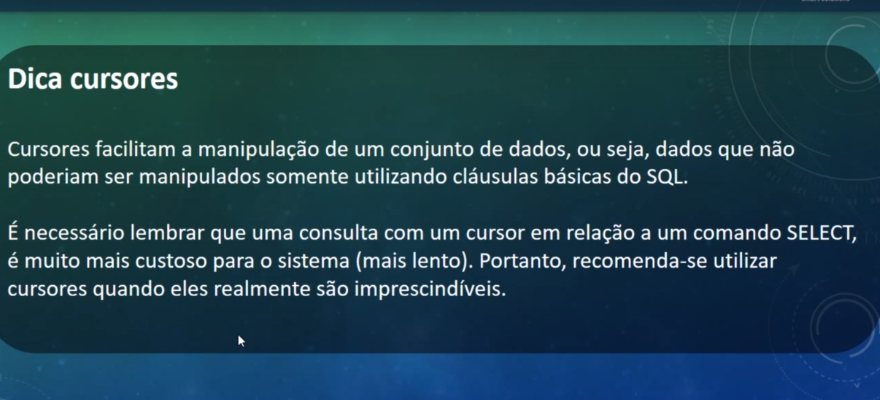 Dica cursores
Cursores facilitam a manipulação de um conjunto de dados, ou seja, dados que não
poderiam ser manipulados somente utilizando cláusulas básicas do SQL.
É necessário lembrar que uma consulta com um cursor em relação a um comando SELECT,
é muito mais custoso para o sistema (mais lento). Portanto, recomenda-se utilizar
cursores quando eles realmente são imprescindíveis.